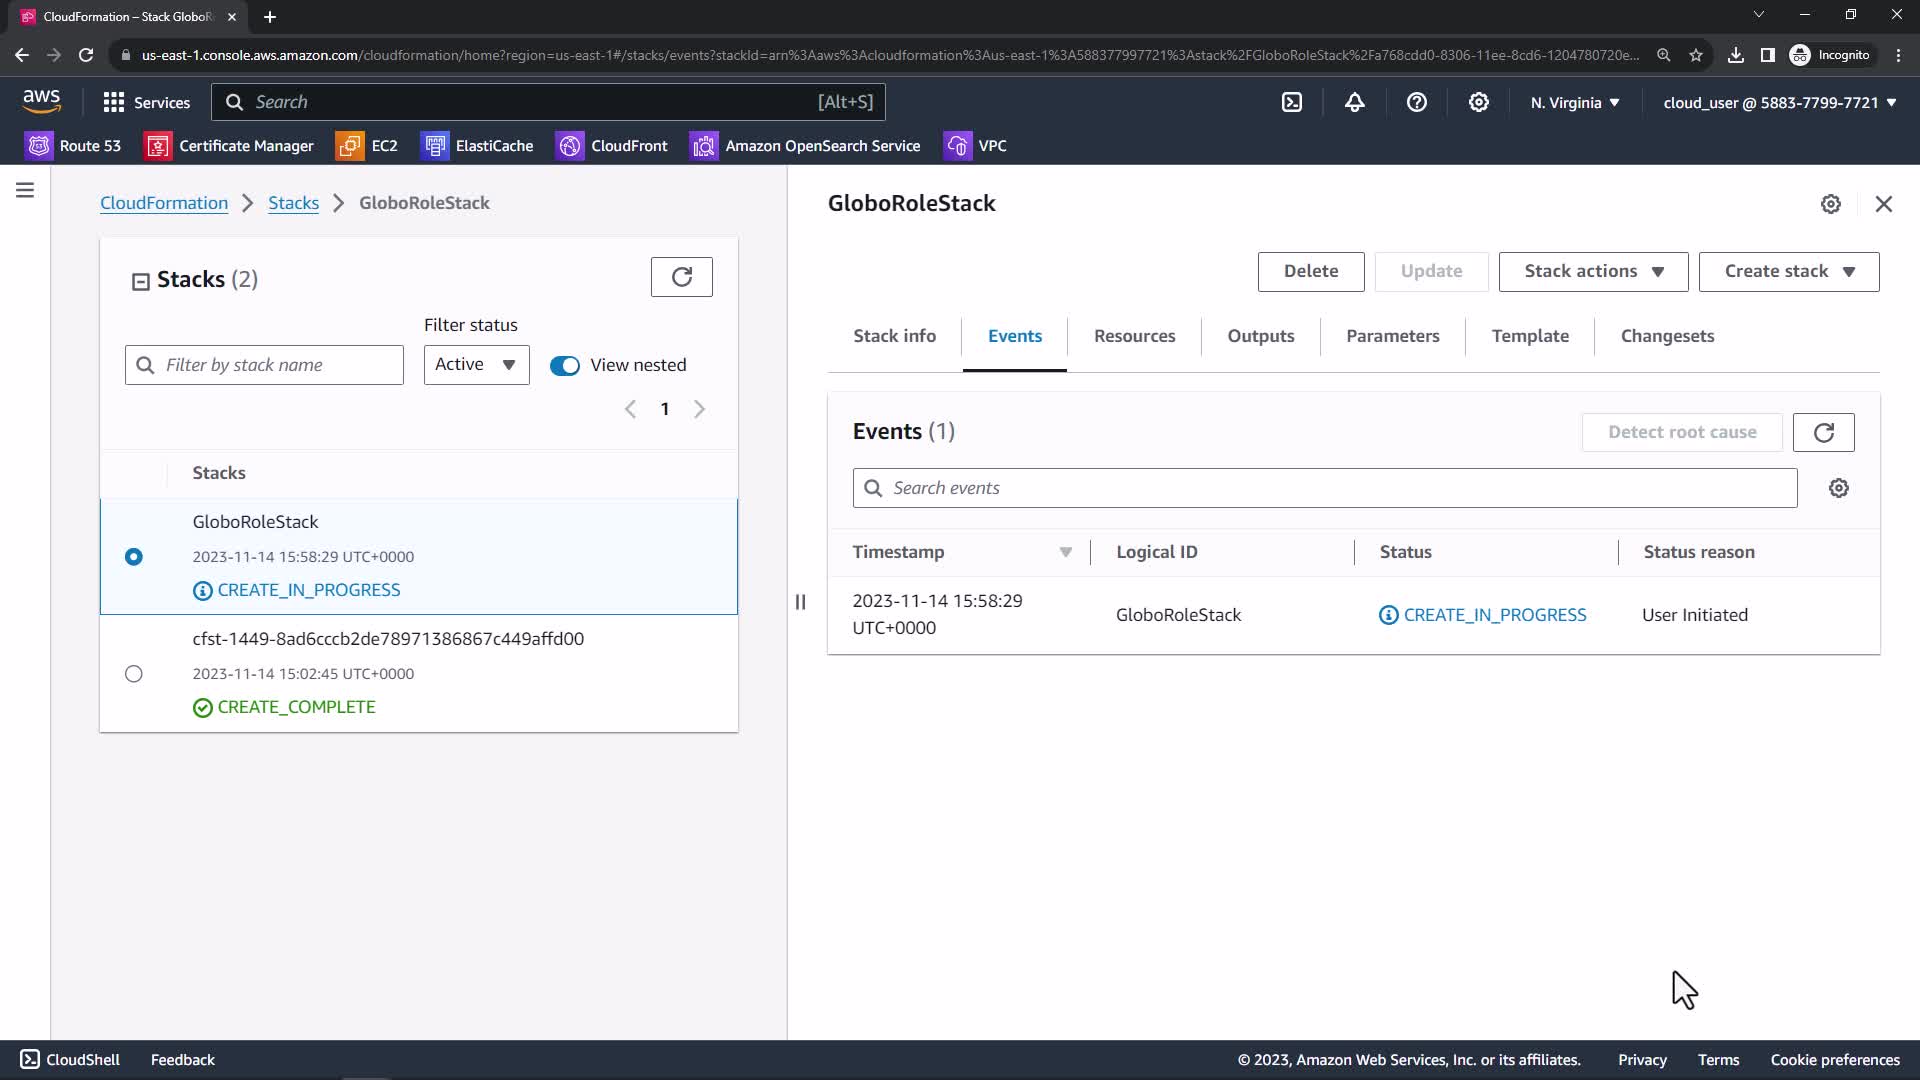 CloudFormation – Stack GloboR
us-east-1.console.aws.amazon.com/cloudformation/home?region=us-east-1#/stacks/events?stackId=arn%3Aaws%3Acloudformation%3Aus-east-1%3A588377997721%3Astack%2FGloboRoleStack%2Fa768cdd0-8306-11ee-8cd6-1204780720e...
Incognito
aws
Services
Search
[Alt+S]
N. Virginia
cloud_user @ 5883-7799-7721
Route 53
Certificate Manager
EC2
ElastiCache
CloudFront
Amazon OpenSearch Service
VPC
CloudFormation
Stacks
GloboRoleStack
Stacks (2)
Filter status
Filter by stack name
Active
View nested
1
Stacks
GloboRoleStack
2023-11-14 15:58:29 UTC+0000
CREATE_IN_PROGRESS
cfst-1449-8ad6cccb2de78971386867c449affd00
2023-11-14 15:02:45 UTC+0000
CREATE_COMPLETE
GloboRoleStack
Delete
Update
Stack actions
Create stack
Stack info
Events
Resources
Outputs
Parameters
Template
Changesets
Events (1)
Detect root cause
Search events
Timestamp
Logical ID
Status
Status reason
2023-11-14 15:58:29
UTC+0000
GloboRoleStack
CREATE_IN_PROGRESS
User Initiated
CloudShell
Feedback
© 2023, Amazon Web Services, Inc. or its affiliates.
Privacy
Terms
Cookie preferences